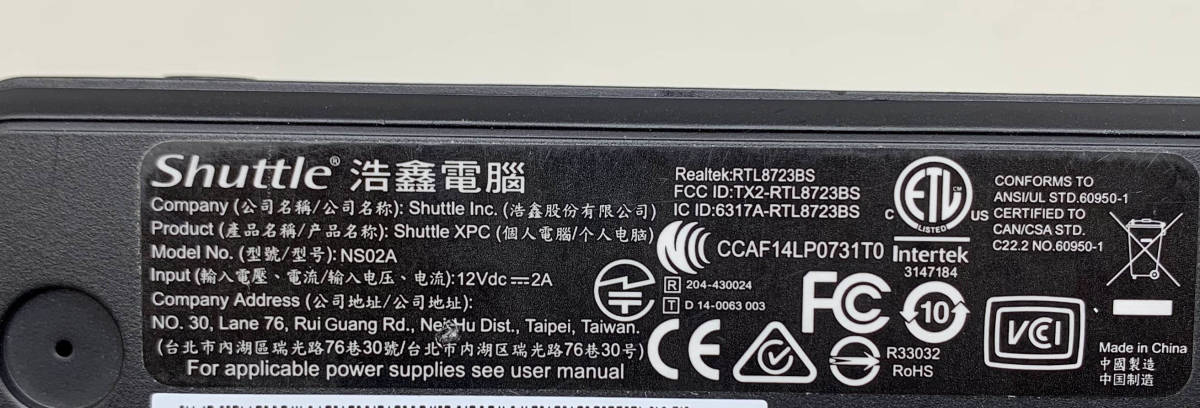 Shuttle® 浩鑫電腦
Company (公司名稱/公司名称): Shuttle Inc. (浩鑫股份有限公司)
Product (產品名稱/产品名称): Shuttle XPC (個人電腦/个人电脑)
Model No. (型號/型号): NS02A
Input (輸入電壓、電流/输入电压、电流):12Vdc⎓2A
Company Address (公司地址/公司地址):
NO. 30, Lane 76, Rui Guang Rd., Nei Hu Dist., Taipei, Taiwan.
(台北市內湖區瑞光路76巷30號/台北市内湖区瑞光路76巷30号)
For applicable power supplies see user manual
Realtek:RTL8723BS
FCC ID:TX2-RTL8723BS
IC ID:6317A-RTL8723BS
CCAF14LP0731T0
R 204-430024
T D 14-0063 003
CE
FC
10
R33032
RoHS
ETL CM
LISTED
C US
Intertek
3147184
CONFORMS TO
ANSI/UL STD.60950-1
CERTIFIED TO
CAN/CSA STD.
C22.2 NO.60950-1
VCI
Made in China
中國製造
中国制造